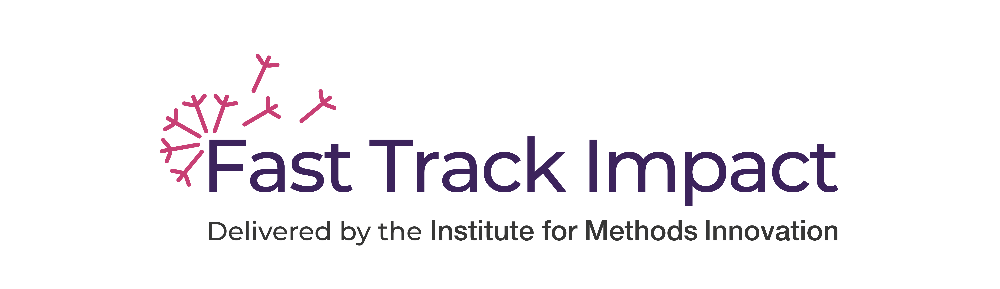 Fast Track Impact
Delivered by the Institute for Methods Innovation